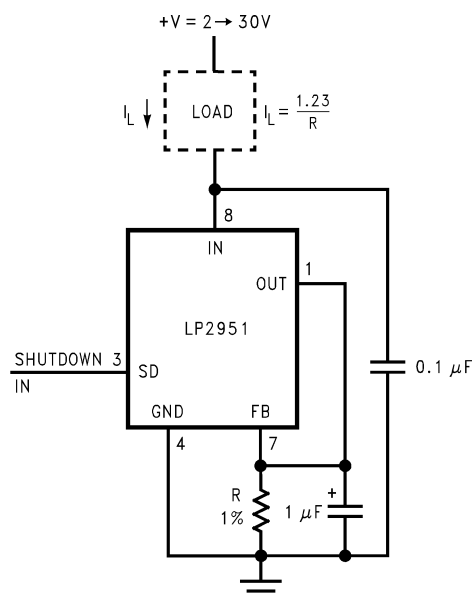 +V = 2 → 30V
I_L
LOAD
I_L = 1.23 / R
8
IN
1
OUT
LP2951
SHUTDOWN 3
IN
SD
0.1 μF
GND
FB
4
7
R
1%
+
1 μF